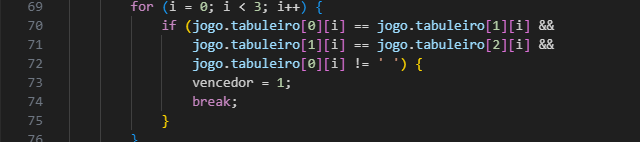 69 for (i = 0; i < 3; i++) {
70 if (jogo.tabuleiro[0][i] == jogo.tabuleiro[1][i] &&
71 jogo.tabuleiro[1][i] == jogo.tabuleiro[2][i] &&
72 jogo.tabuleiro[0][i] != ' ') {
73 vencedor = 1;
74 break;
75 }
76 }